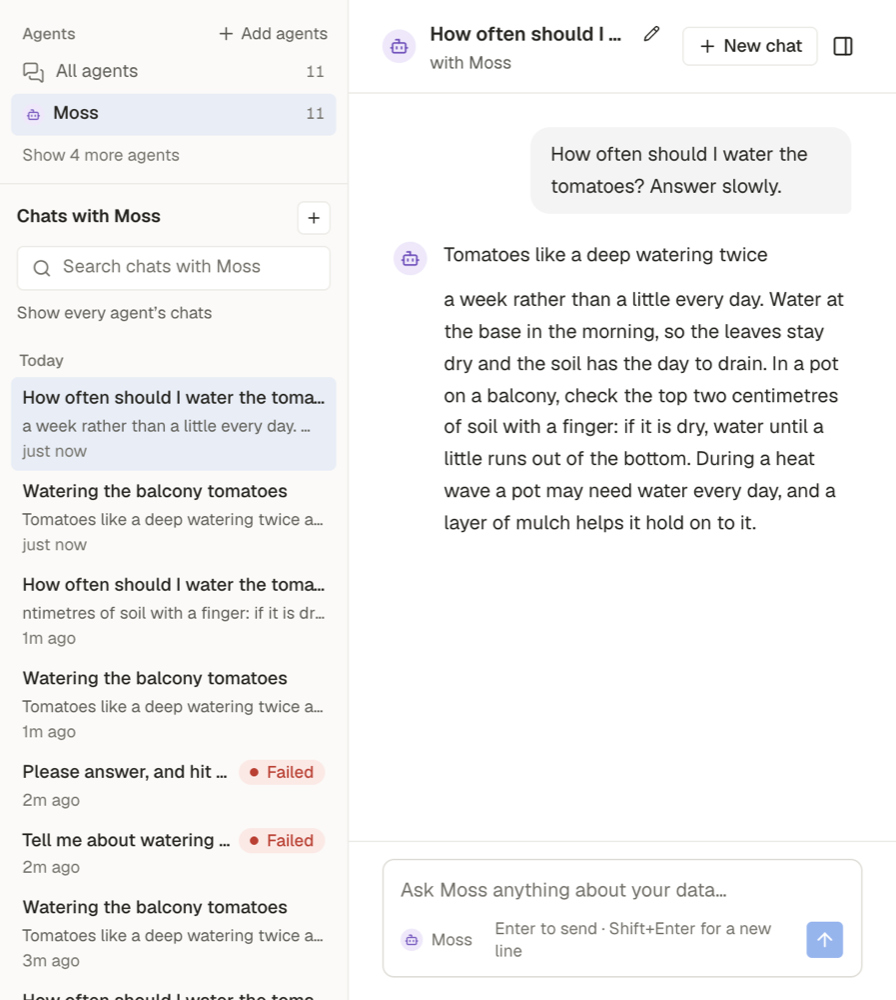 Agents
Add agents
All agents
11
Moss
11
Show 4 more agents
Chats with Moss
Search chats with Moss
Show every agent's chats
Today
How often should I water the toma...
a week rather than a little every day. ...
just now
Watering the balcony tomatoes
Tomatoes like a deep watering twice a...
just now
How often should I water the toma...
ntimetres of soil with a finger: if it is dr...
1m ago
Watering the balcony tomatoes
Tomatoes like a deep watering twice a...
1m ago
Please answer, and hit ...
Failed
2m ago
Tell me about watering ...
Failed
2m ago
Watering the balcony tomatoes
Tomatoes like a deep watering twice a...
3m ago
How often should I water the toma...
How often should I ...
with Moss
New chat
How often should I water the
tomatoes? Answer slowly.
Tomatoes like a deep watering twice
a week rather than a little every day. Water at
the base in the morning, so the leaves stay
dry and the soil has the day to drain. In a pot
on a balcony, check the top two centimetres
of soil with a finger: if it is dry, water until a
little runs out of the bottom. During a heat
wave a pot may need water every day, and a
layer of mulch helps it hold on to it.
Ask Moss anything about your data...
Moss
Enter to send · Shift+Enter for a new
line